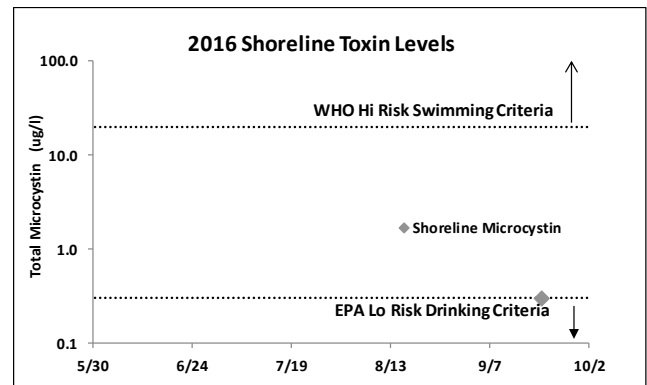 2016 Shoreline Toxin Levels
100.0
WHO Hi Risk Swimming Criteria
10.0
Total Microcystin (ug/l)
Shoreline Microcystin
1.0
EPA Lo Risk Drinking Criteria
0.1
5/30 6/24 7/19 8/13 9/7 10/2